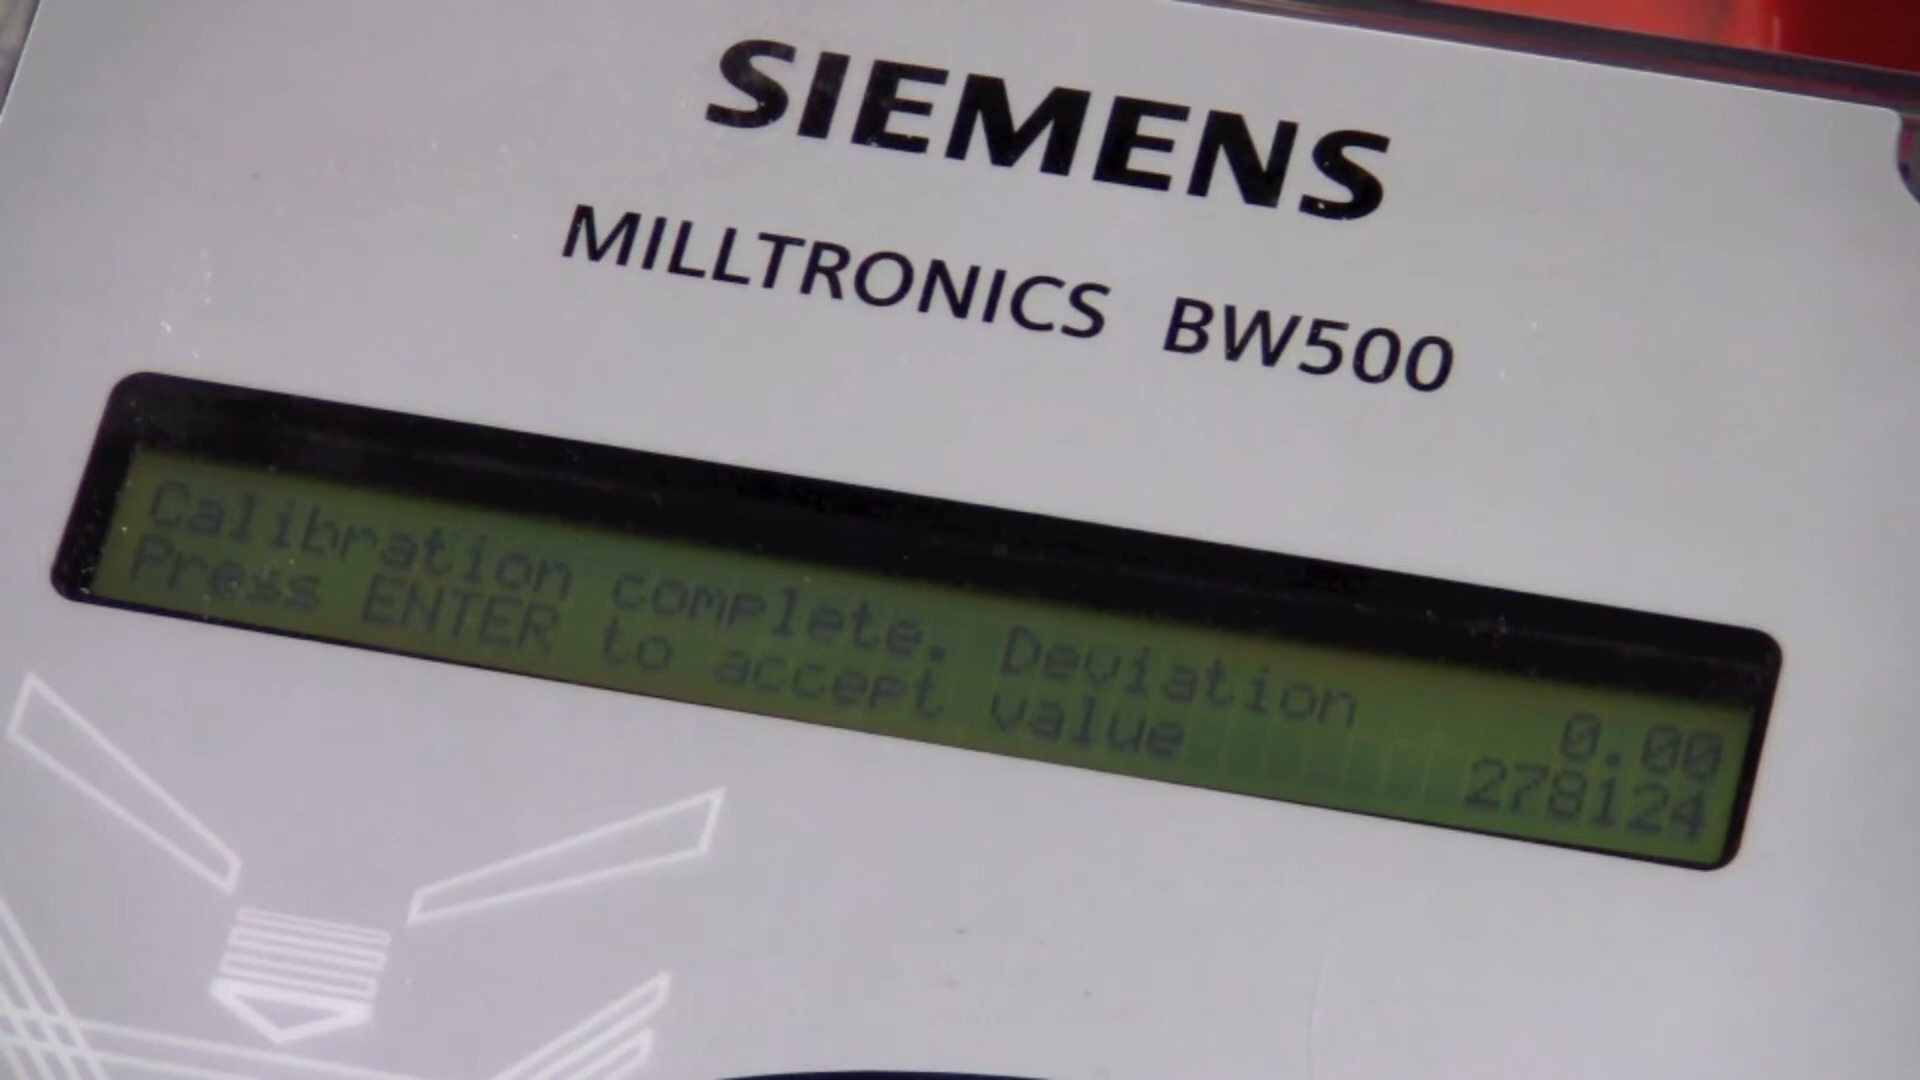 SIEMENS
MILLTRONICS BW500
Calibration complete. Deviation 0.00
Press ENTER to accept value 278124